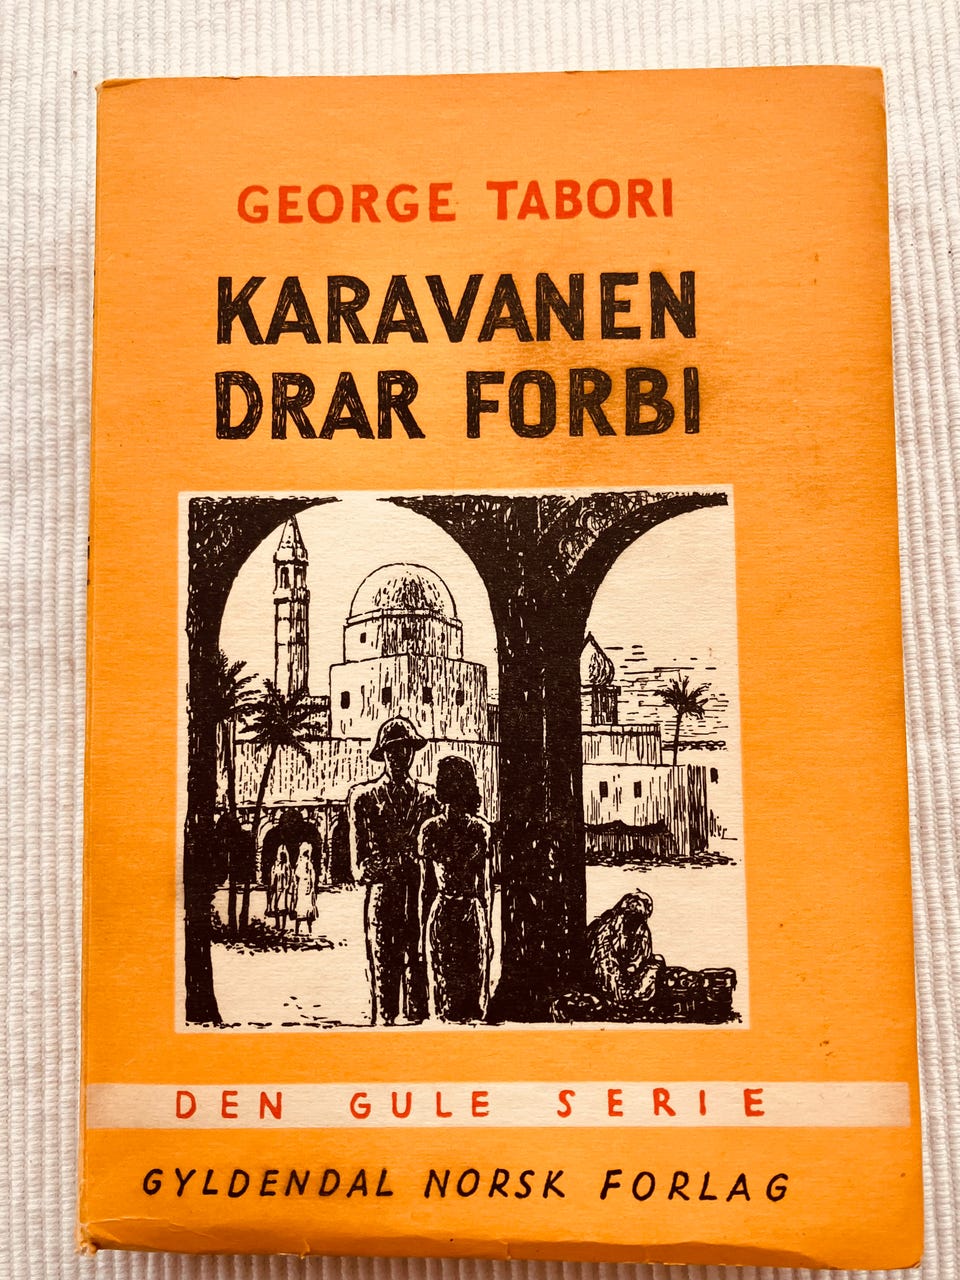 GEORGE TABORI
KARAVANEN
DRAR FORBI
DEN GULE SERIE
GYLDENDAL NORSK FORLAG